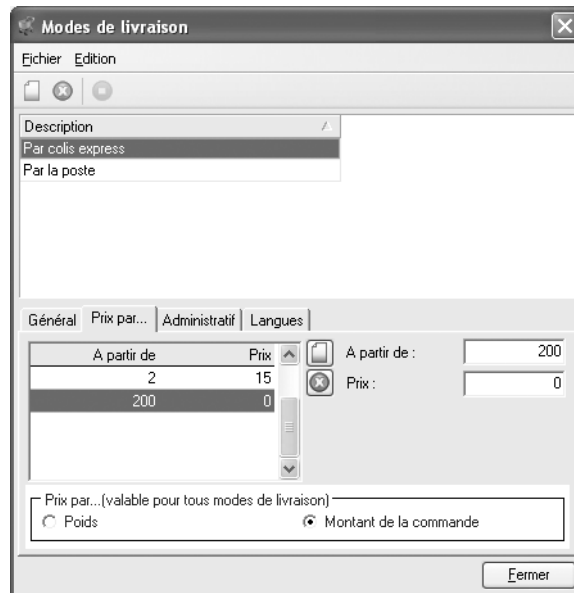 Modes de livraison
Fichier Edition
Description
Par colis express
Par la poste
Général Prix par... Administratif Langues
A partir de Prix
2 15
200 0
A partir de : 200
Prix : 0
Prix par...(valable pour tous modes de livraison)
Poids Montant de la commande
Fermer